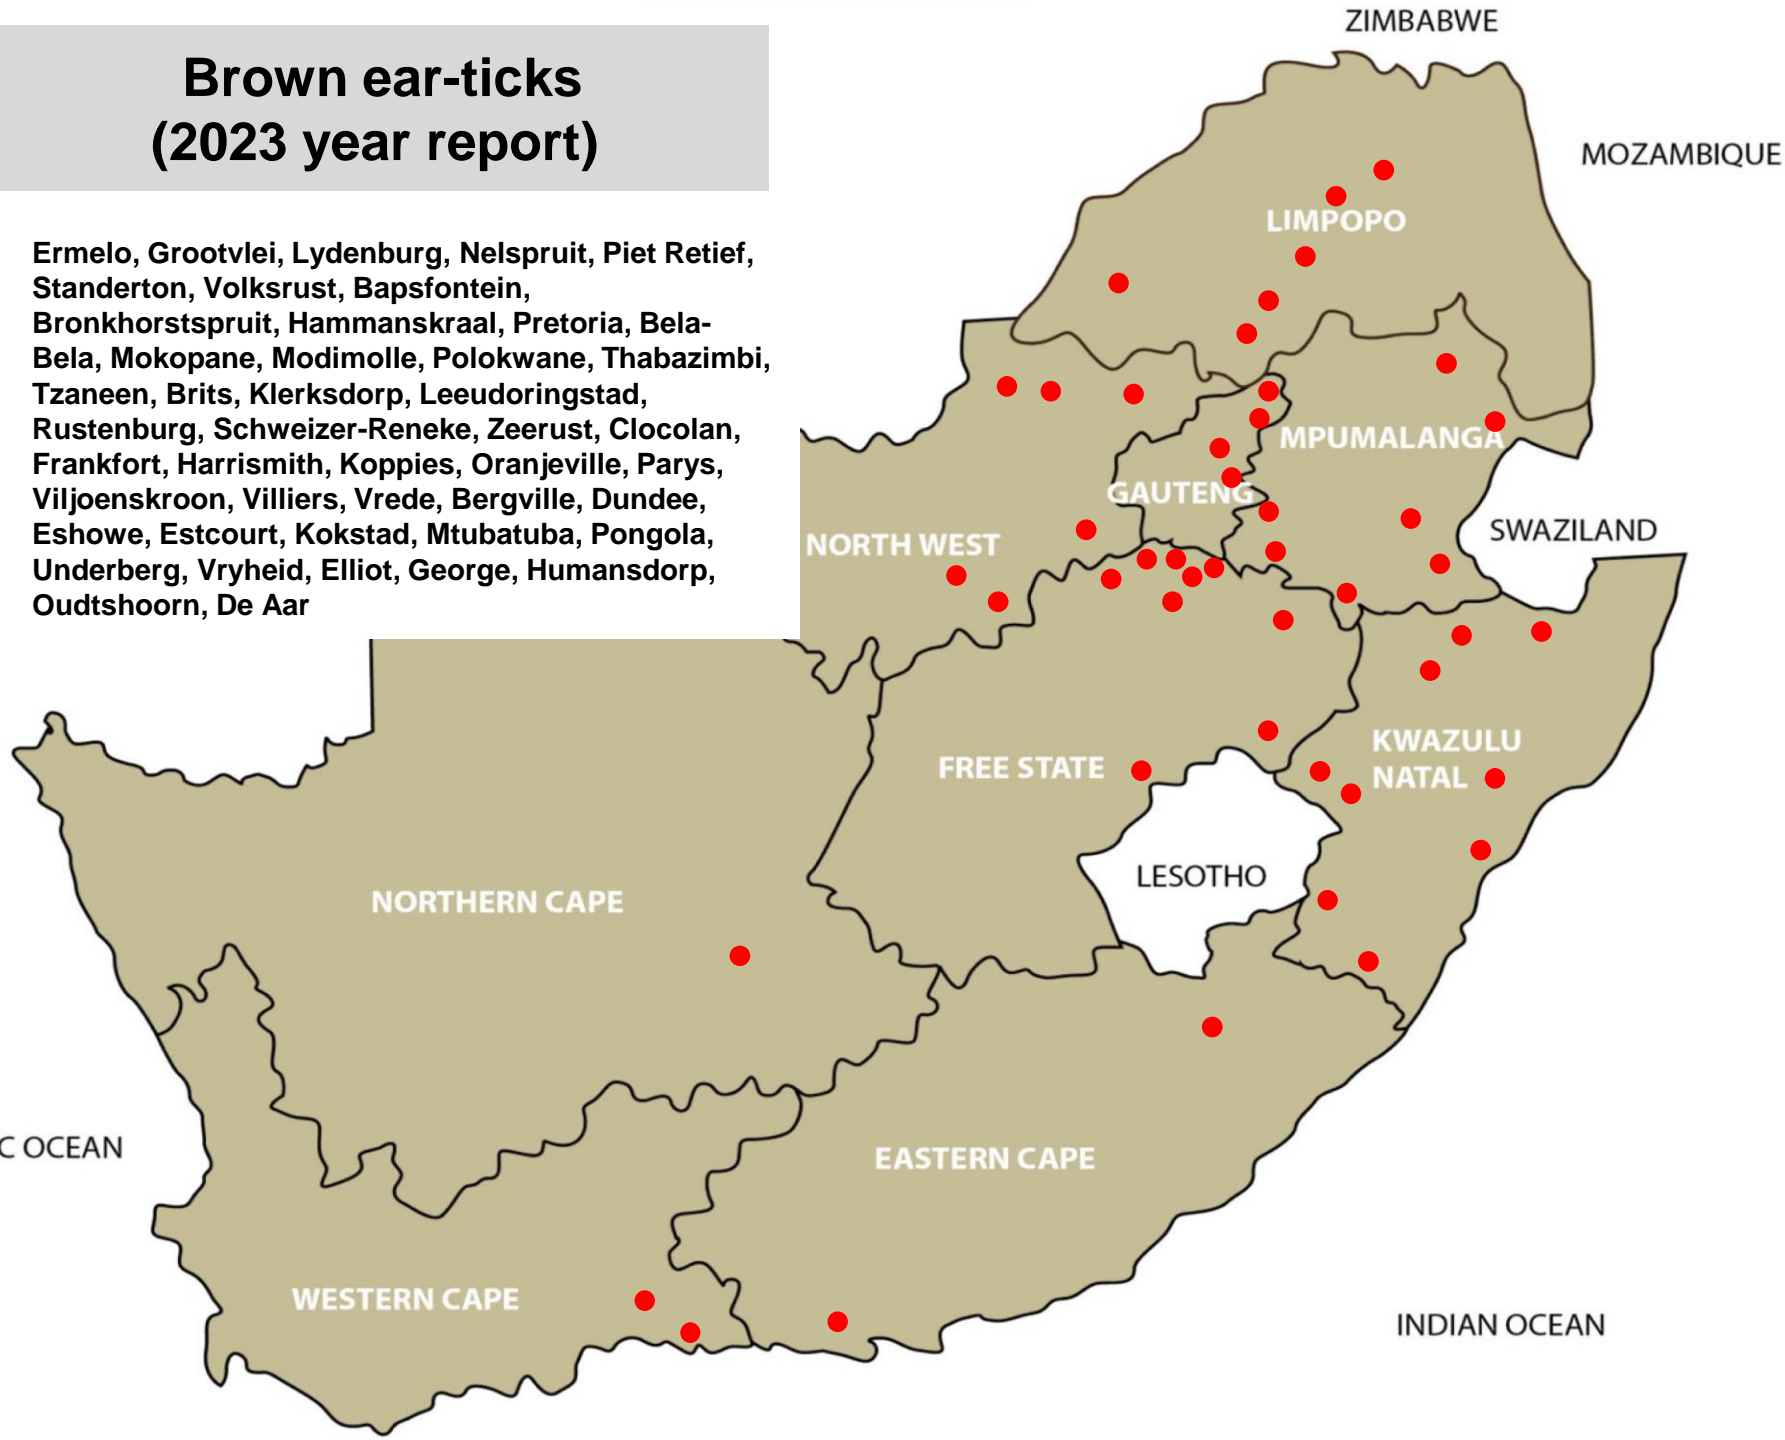 Brown ear-ticks
(2023 year report)
Ermelo, Grootvlei, Lydenburg, Nelspruit, Piet Retief,
Standerton, Volksrust, Bapsfontein,
Bronkhorstspruit, Hammanskraal, Pretoria, Bela-
Bela, Mokopane, Modimolle, Polokwane, Thabazimbi,
Tzaneen, Brits, Klerksdorp, Leeudoringstad,
Rustenburg, Schweizer-Reneke, Zeerust, Clocolan,
Frankfort, Harrismith, Koppies, Oranjeville, Parys,
Viljoenskroon, Villiers, Vrede, Bergville, Dundee,
Eshowe, Estcourt, Kokstad, Mtubatuba, Pongola,
Underberg, Vryheid, Elliot, George, Humansdorp,
Oudtshoorn, De Aar
ZIMBABWE
MOZAMBIQUE
LIMPOPO
MPUMALANGA
GAUTENG
SWAZILAND
NORTH WEST
KWAZULU
NATAL
FREE STATE
LESOTHO
NORTHERN CAPE
C OCEAN
EASTERN CAPE
WESTERN CAPE
INDIAN OCEAN